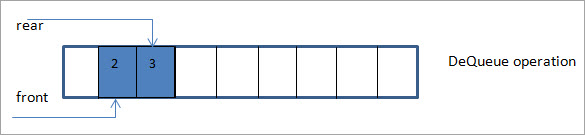 rear
2 3
DeQueue operation
front